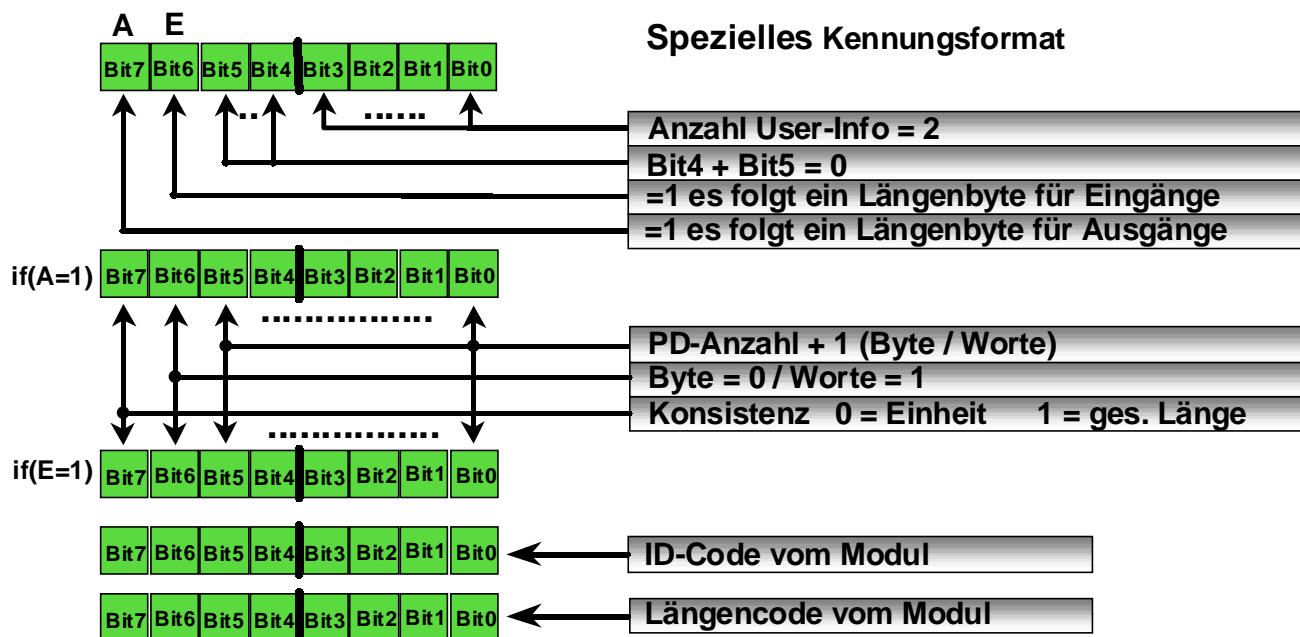 A E
Spezielles Kennungsformat
Bit7 Bit6 Bit5 Bit4 Bit3 Bit2 Bit1 Bit0
Anzahl User-Info = 2
Bit4 + Bit5 = 0
=1 es folgt ein Längenbyte für Eingänge
=1 es folgt ein Längenbyte für Ausgänge
if(A=1) Bit7 Bit6 Bit5 Bit4 Bit3 Bit2 Bit1 Bit0
PD-Anzahl + 1 (Byte / Worte)
Byte = 0 / Worte = 1
Konsistenz 0 = Einheit 1 = ges. Länge
if(E=1) Bit7 Bit6 Bit5 Bit4 Bit3 Bit2 Bit1 Bit0
Bit7 Bit6 Bit5 Bit4 Bit3 Bit2 Bit1 Bit0 ID-Code vom Modul
Bit7 Bit6 Bit5 Bit4 Bit3 Bit2 Bit1 Bit0 Längencode vom Modul